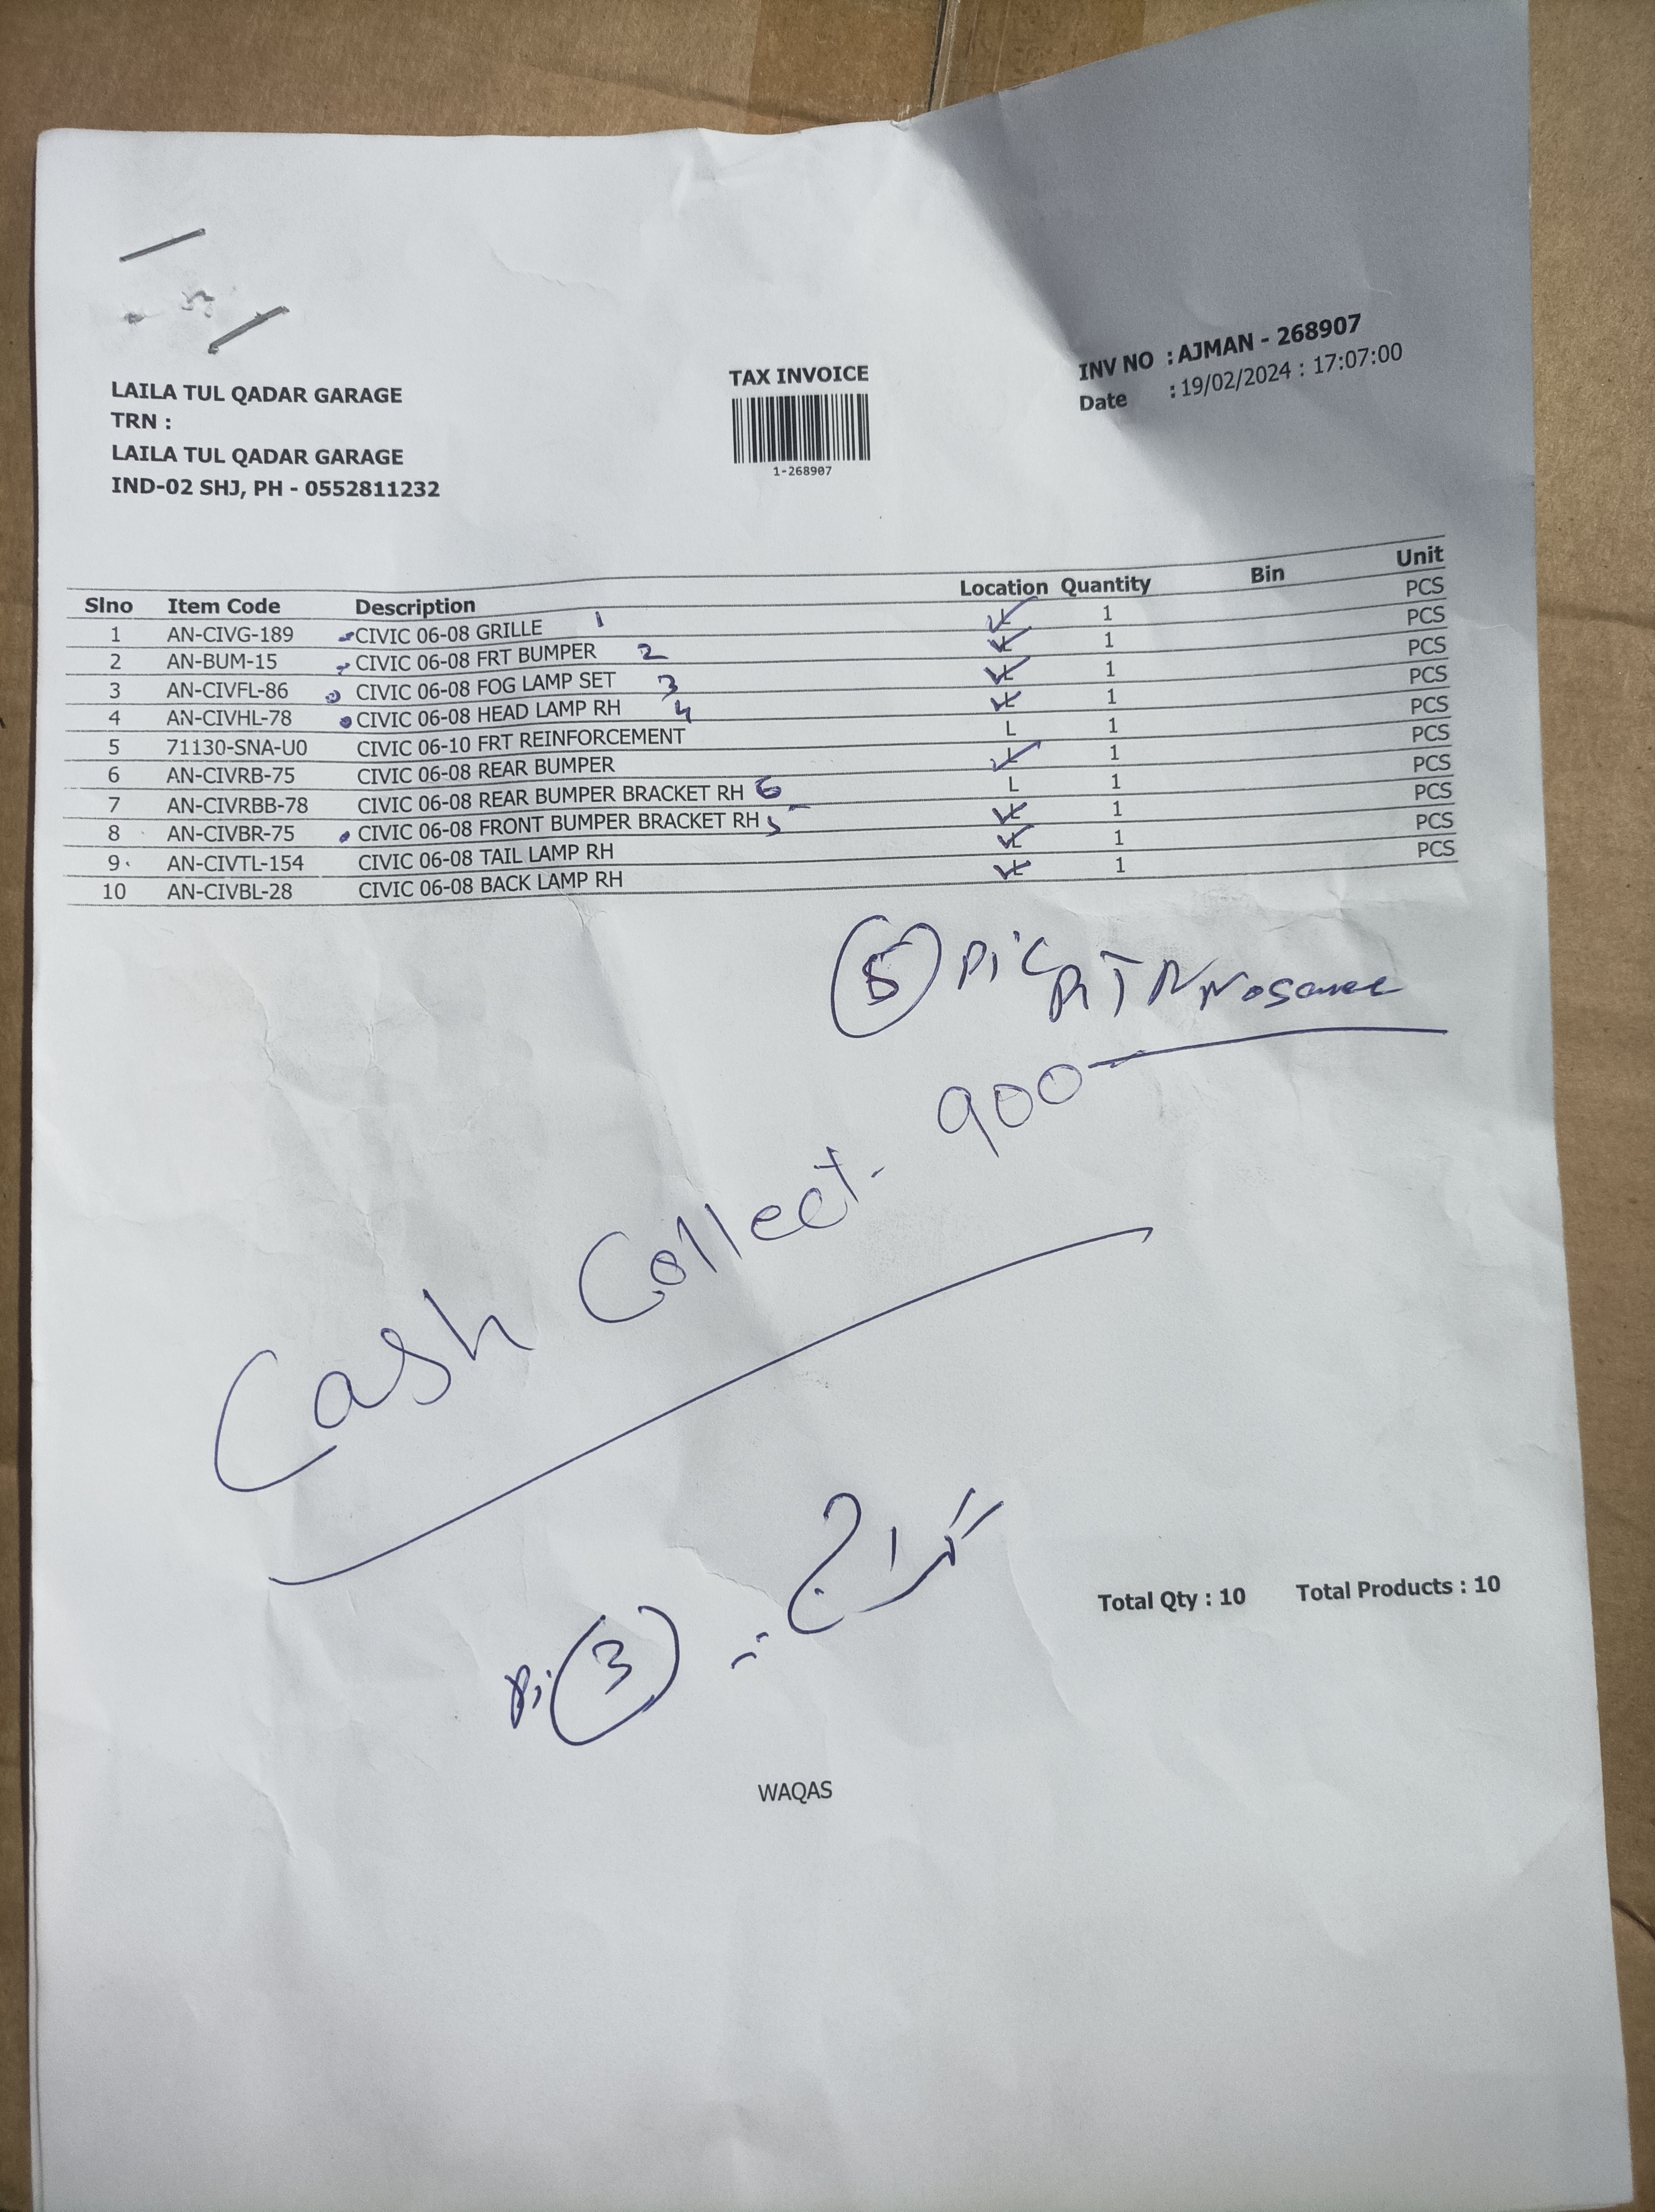 LAILA TUL QADAR GARAGE
TRN :
LAILA TUL QADAR GARAGE
IND-02 SHJ, PH - 0552811232
TAX INVOICE
1-268907
INV NO : AJMAN - 268907
Date : 19/02/2024 : 17:07:00
Slno Item Code Description Location Quantity Bin Unit
1 AN-CIVG-189 CIVIC 06-08 GRILLE 1 L 1 PCS
2 AN-BUM-15 CIVIC 06-08 FRT BUMPER 2 L 1 PCS
3 AN-CIVFL-86 CIVIC 06-08 FOG LAMP SET 3 L 1 PCS
4 AN-CIVHL-78 CIVIC 06-08 HEAD LAMP RH 4 L 1 PCS
5 71130-SNA-U0 CIVIC 06-10 FRT REINFORCEMENT L 1 PCS
6 AN-CIVRB-75 CIVIC 06-08 REAR BUMPER L 1 PCS
7 AN-CIVRBB-78 CIVIC 06-08 REAR BUMPER BRACKET RH 6 L 1 PCS
8 AN-CIVBR-75 CIVIC 06-08 FRONT BUMPER BRACKET RH 5 L 1 PCS
9 AN-CIVTL-154 CIVIC 06-08 TAIL LAMP RH L 1 PCS
10 AN-CIVBL-28 CIVIC 06-08 BACK LAMP RH L 1 PCS
5 Pic RTN
Cash Collect - 900
گراج
3
Total Qty : 10 Total Products : 10
WAQAS